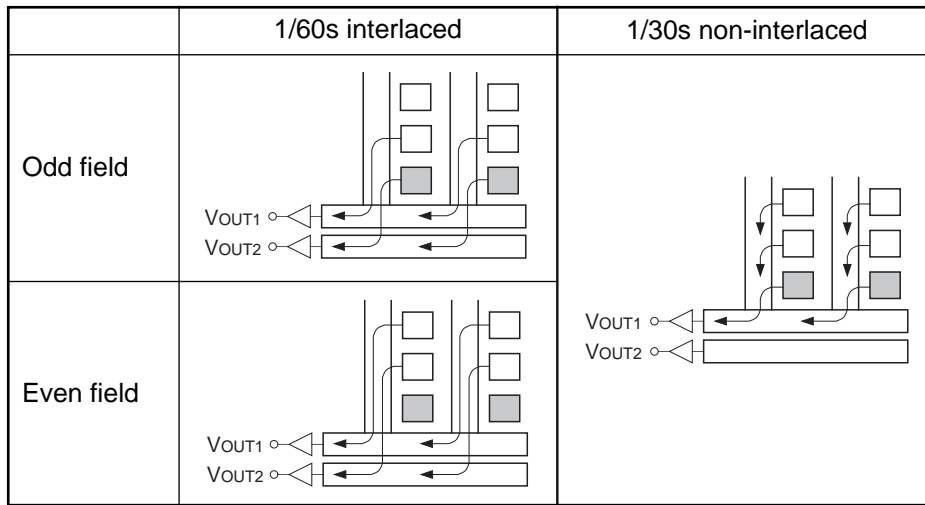 1/60s interlaced
1/30s non-interlaced
Odd field
VOUT1
VOUT2
VOUT1
VOUT2
Even field
VOUT1
VOUT2